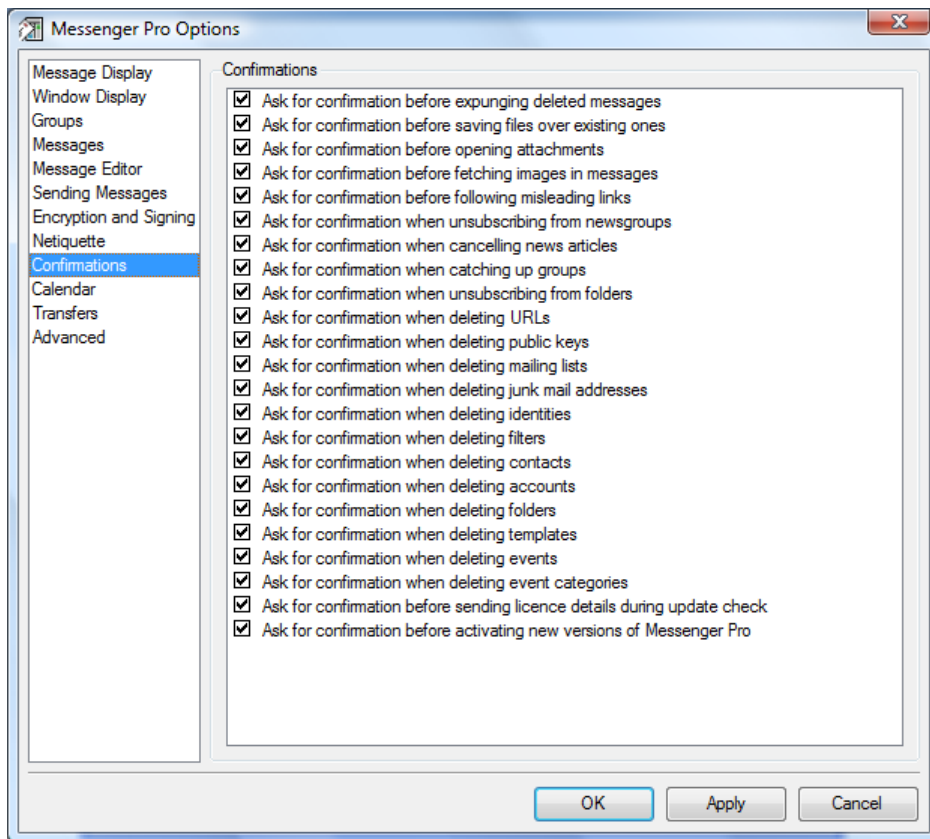 Messenger Pro Options
Message Display
Window Display
Groups
Messages
Message Editor
Sending Messages
Encryption and Signing
Netiquette
Confirmations
Calendar
Transfers
Advanced
Confirmations
Ask for confirmation before expunging deleted messages
Ask for confirmation before saving files over existing ones
Ask for confirmation before opening attachments
Ask for confirmation before fetching images in messages
Ask for confirmation before following misleading links
Ask for confirmation when unsubscribing from newsgroups
Ask for confirmation when cancelling news articles
Ask for confirmation when catching up groups
Ask for confirmation when unsubscribing from folders
Ask for confirmation when deleting URLs
Ask for confirmation when deleting public keys
Ask for confirmation when deleting mailing lists
Ask for confirmation when deleting junk mail addresses
Ask for confirmation when deleting identities
Ask for confirmation when deleting filters
Ask for confirmation when deleting contacts
Ask for confirmation when deleting accounts
Ask for confirmation when deleting folders
Ask for confirmation when deleting templates
Ask for confirmation when deleting events
Ask for confirmation when deleting event categories
Ask for confirmation before sending licence details during update check
Ask for confirmation before activating new versions of Messenger Pro
OK
Apply
Cancel